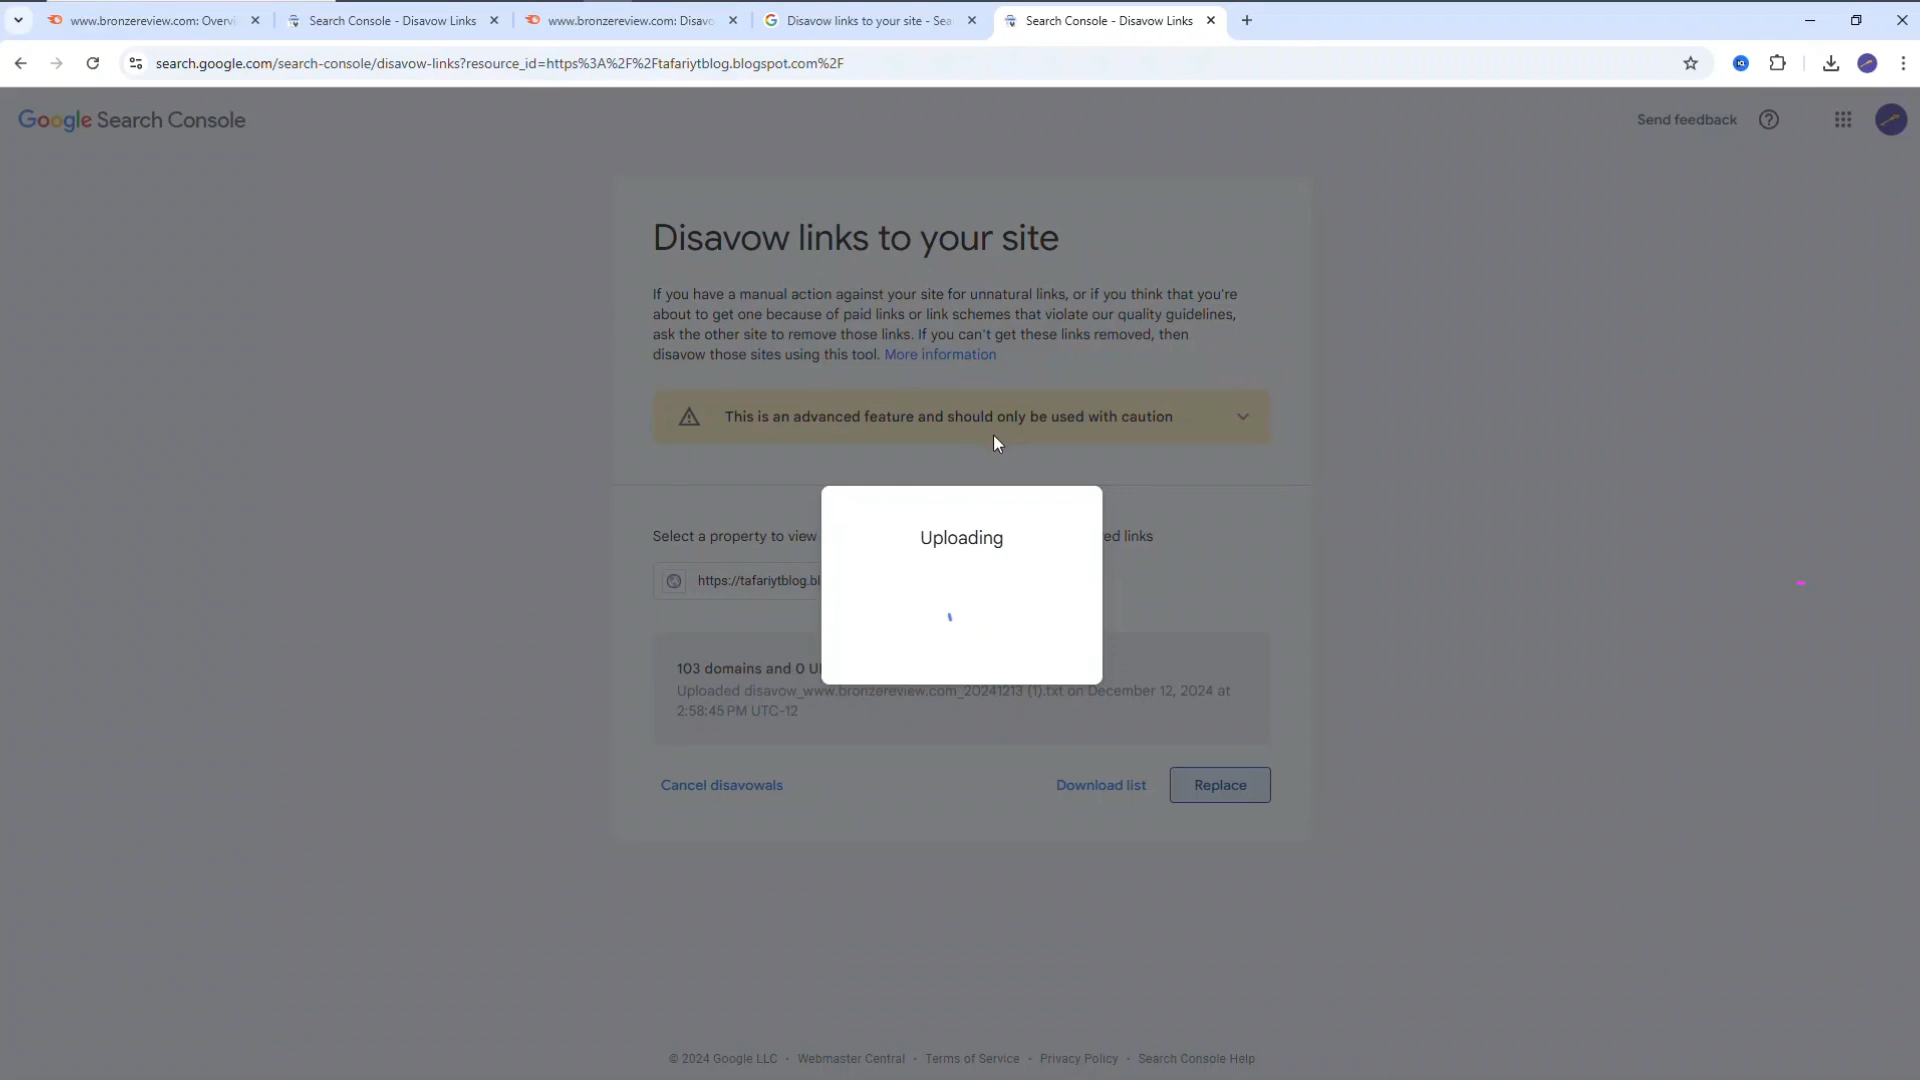 www.bronzereview.com: Overvi
Search Console - Disavow Links
www.bronzereview.com: Disavo
Disavow links to your site - Sea
Search Console - Disavow Links
search.google.com/search-console/disavow-links?resource_id=https%3A%2F%2Ftafariytblog.blogspot.com%2F
Google Search Console
Send feedback
Disavow links to your site
If you have a manual action against your site for unnatural links, or if you think that you're
about to get one because of paid links or link schemes that violate our quality guidelines,
ask the other site to remove those links. If you can't get these links removed, then
disavow those sites using this tool. More information
This is an advanced feature and should only be used with caution
Uploading
Select a property to view
ed links
https://tafariytblog.bl
103 domains and 0 U
Uploaded disavow_www.bronzereview.com_20241213 (1).txt on December 12, 2024 at
2:58:45 PM UTC-12
Cancel disavowals
Download list
Replace
© 2024 Google LLC · Webmaster Central · Terms of Service · Privacy Policy · Search Console Help